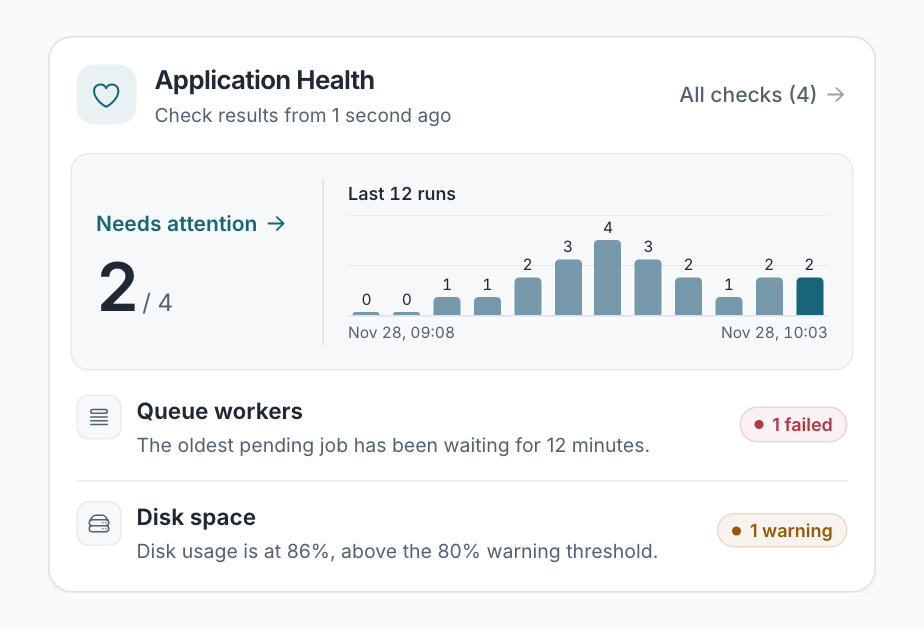 Application Health
Check results from 1 second ago
All checks (4) →
Needs attention →
2 / 4
Last 12 runs
0 0 1 1 2 3 4 3 2 1 2 2
Nov 28, 09:08 Nov 28, 10:03
Queue workers
The oldest pending job has been waiting for 12 minutes.
1 failed
Disk space
Disk usage is at 86%, above the 80% warning threshold.
1 warning